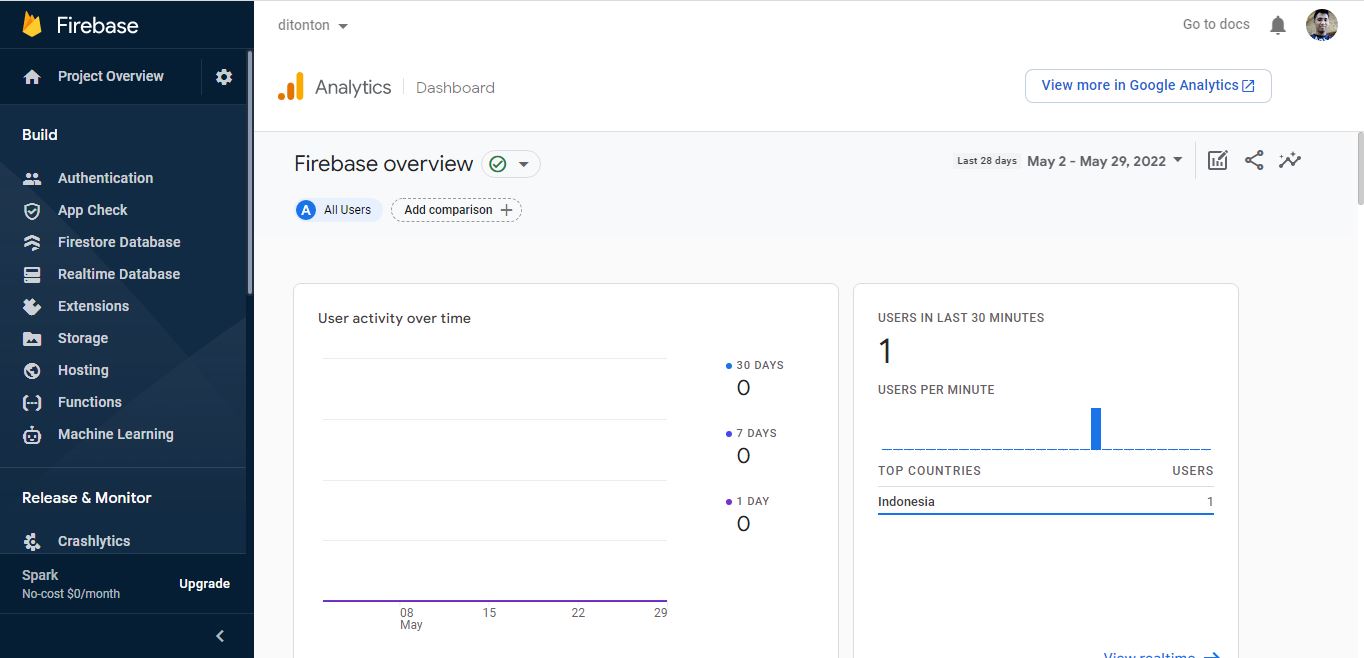 Firebase
ditonton
Go to docs
Project Overview
Analytics
Dashboard
View more in Google Analytics
Build
Authentication
App Check
Firestore Database
Realtime Database
Extensions
Storage
Hosting
Functions
Machine Learning
Release & Monitor
Crashlytics
Spark
No-cost $0/month
Upgrade
Firebase overview
Last 28 days May 2 - May 29, 2022
A All Users
Add comparison
User activity over time
30 DAYS
0
7 DAYS
0
1 DAY
0
08 15 22 29
May
USERS IN LAST 30 MINUTES
1
USERS PER MINUTE
TOP COUNTRIES USERS
Indonesia 1
View realtime